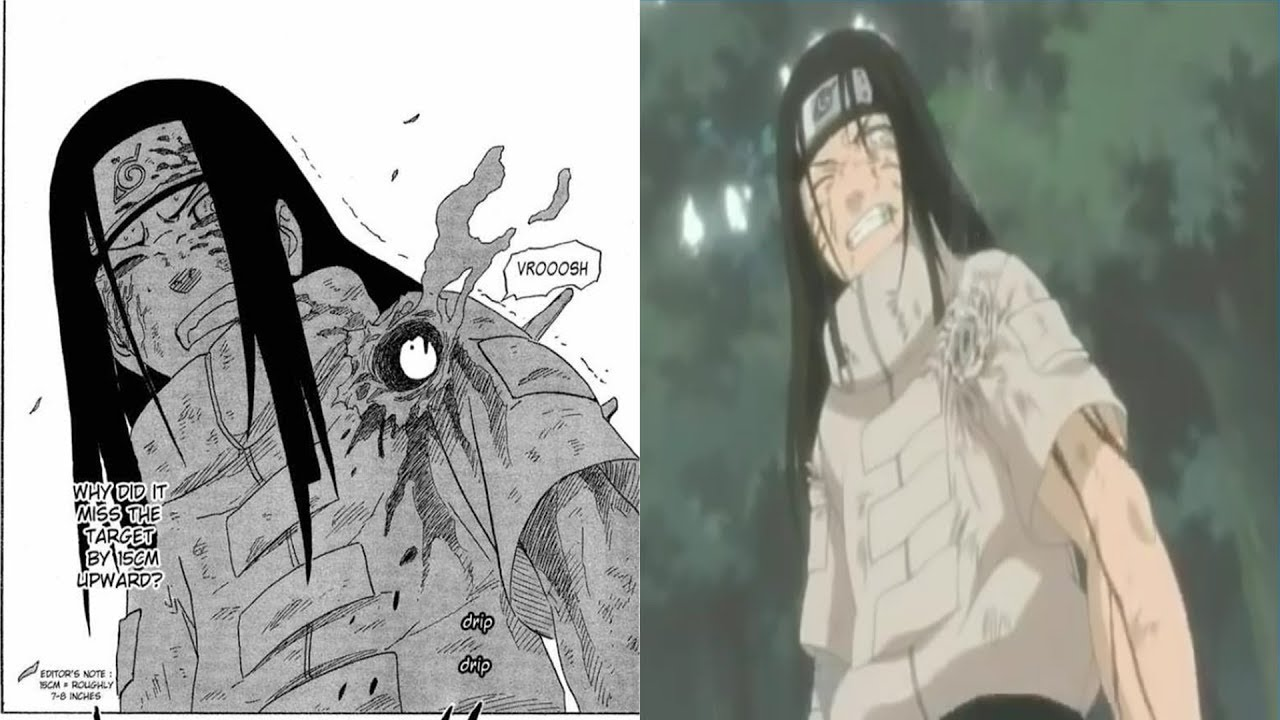 VROOOSH
WHY DID IT
MISS THE
TARGET
BY 15CM
UPWARD?
drip
drip
EDITOR'S NOTE :
15CM = ROUGHLY
7-8 INCHES